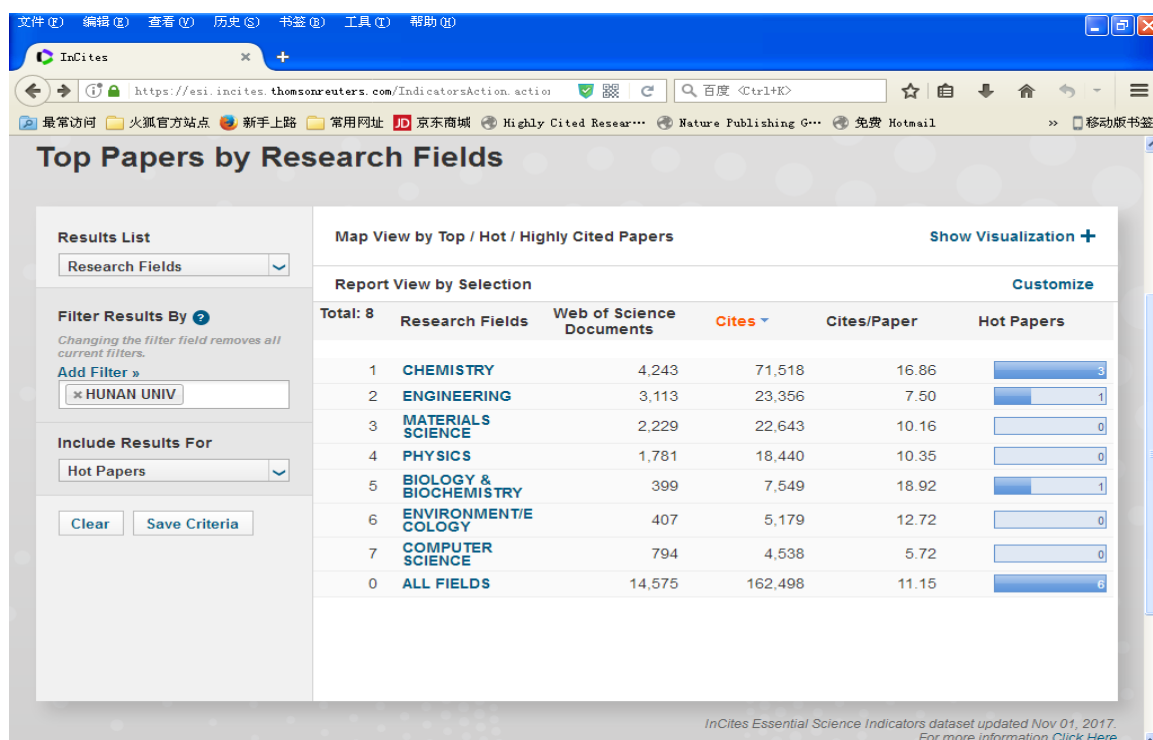 文件(F) 编辑(E) 查看(V) 历史(S) 书签(B) 工具(T) 帮助(H)
InCites × +
https://esi.incites.thomsonreuters.com/IndicatorsAction.action 百度 <Ctrl+K>
最常访问 火狐官方站点 新手上路 常用网址 JD 京东商城 Highly Cited Resear… Nature Publishing G… 免费 Hotmail » 移动版书签
Top Papers by Research Fields
Results List
Research Fields
Filter Results By ?
Changing the filter field removes all
current filters.
Add Filter »
× HUNAN UNIV
Include Results For
Hot Papers
Clear Save Criteria
Map View by Top / Hot / Highly Cited Papers Show Visualization +
Report View by Selection Customize
Total: 8 Research Fields Web of Science Documents Cites Cites/Paper Hot Papers
1 CHEMISTRY 4,243 71,518 16.86 3
2 ENGINEERING 3,113 23,356 7.50 1
3 MATERIALS SCIENCE 2,229 22,643 10.16 0
4 PHYSICS 1,781 18,440 10.35 0
5 BIOLOGY & BIOCHEMISTRY 399 7,549 18.92 1
6 ENVIRONMENT/ECOLOGY 407 5,179 12.72 0
7 COMPUTER SCIENCE 794 4,538 5.72 0
0 ALL FIELDS 14,575 162,498 11.15 6
InCites Essential Science Indicators dataset updated Nov 01, 2017.
For more information Click Here